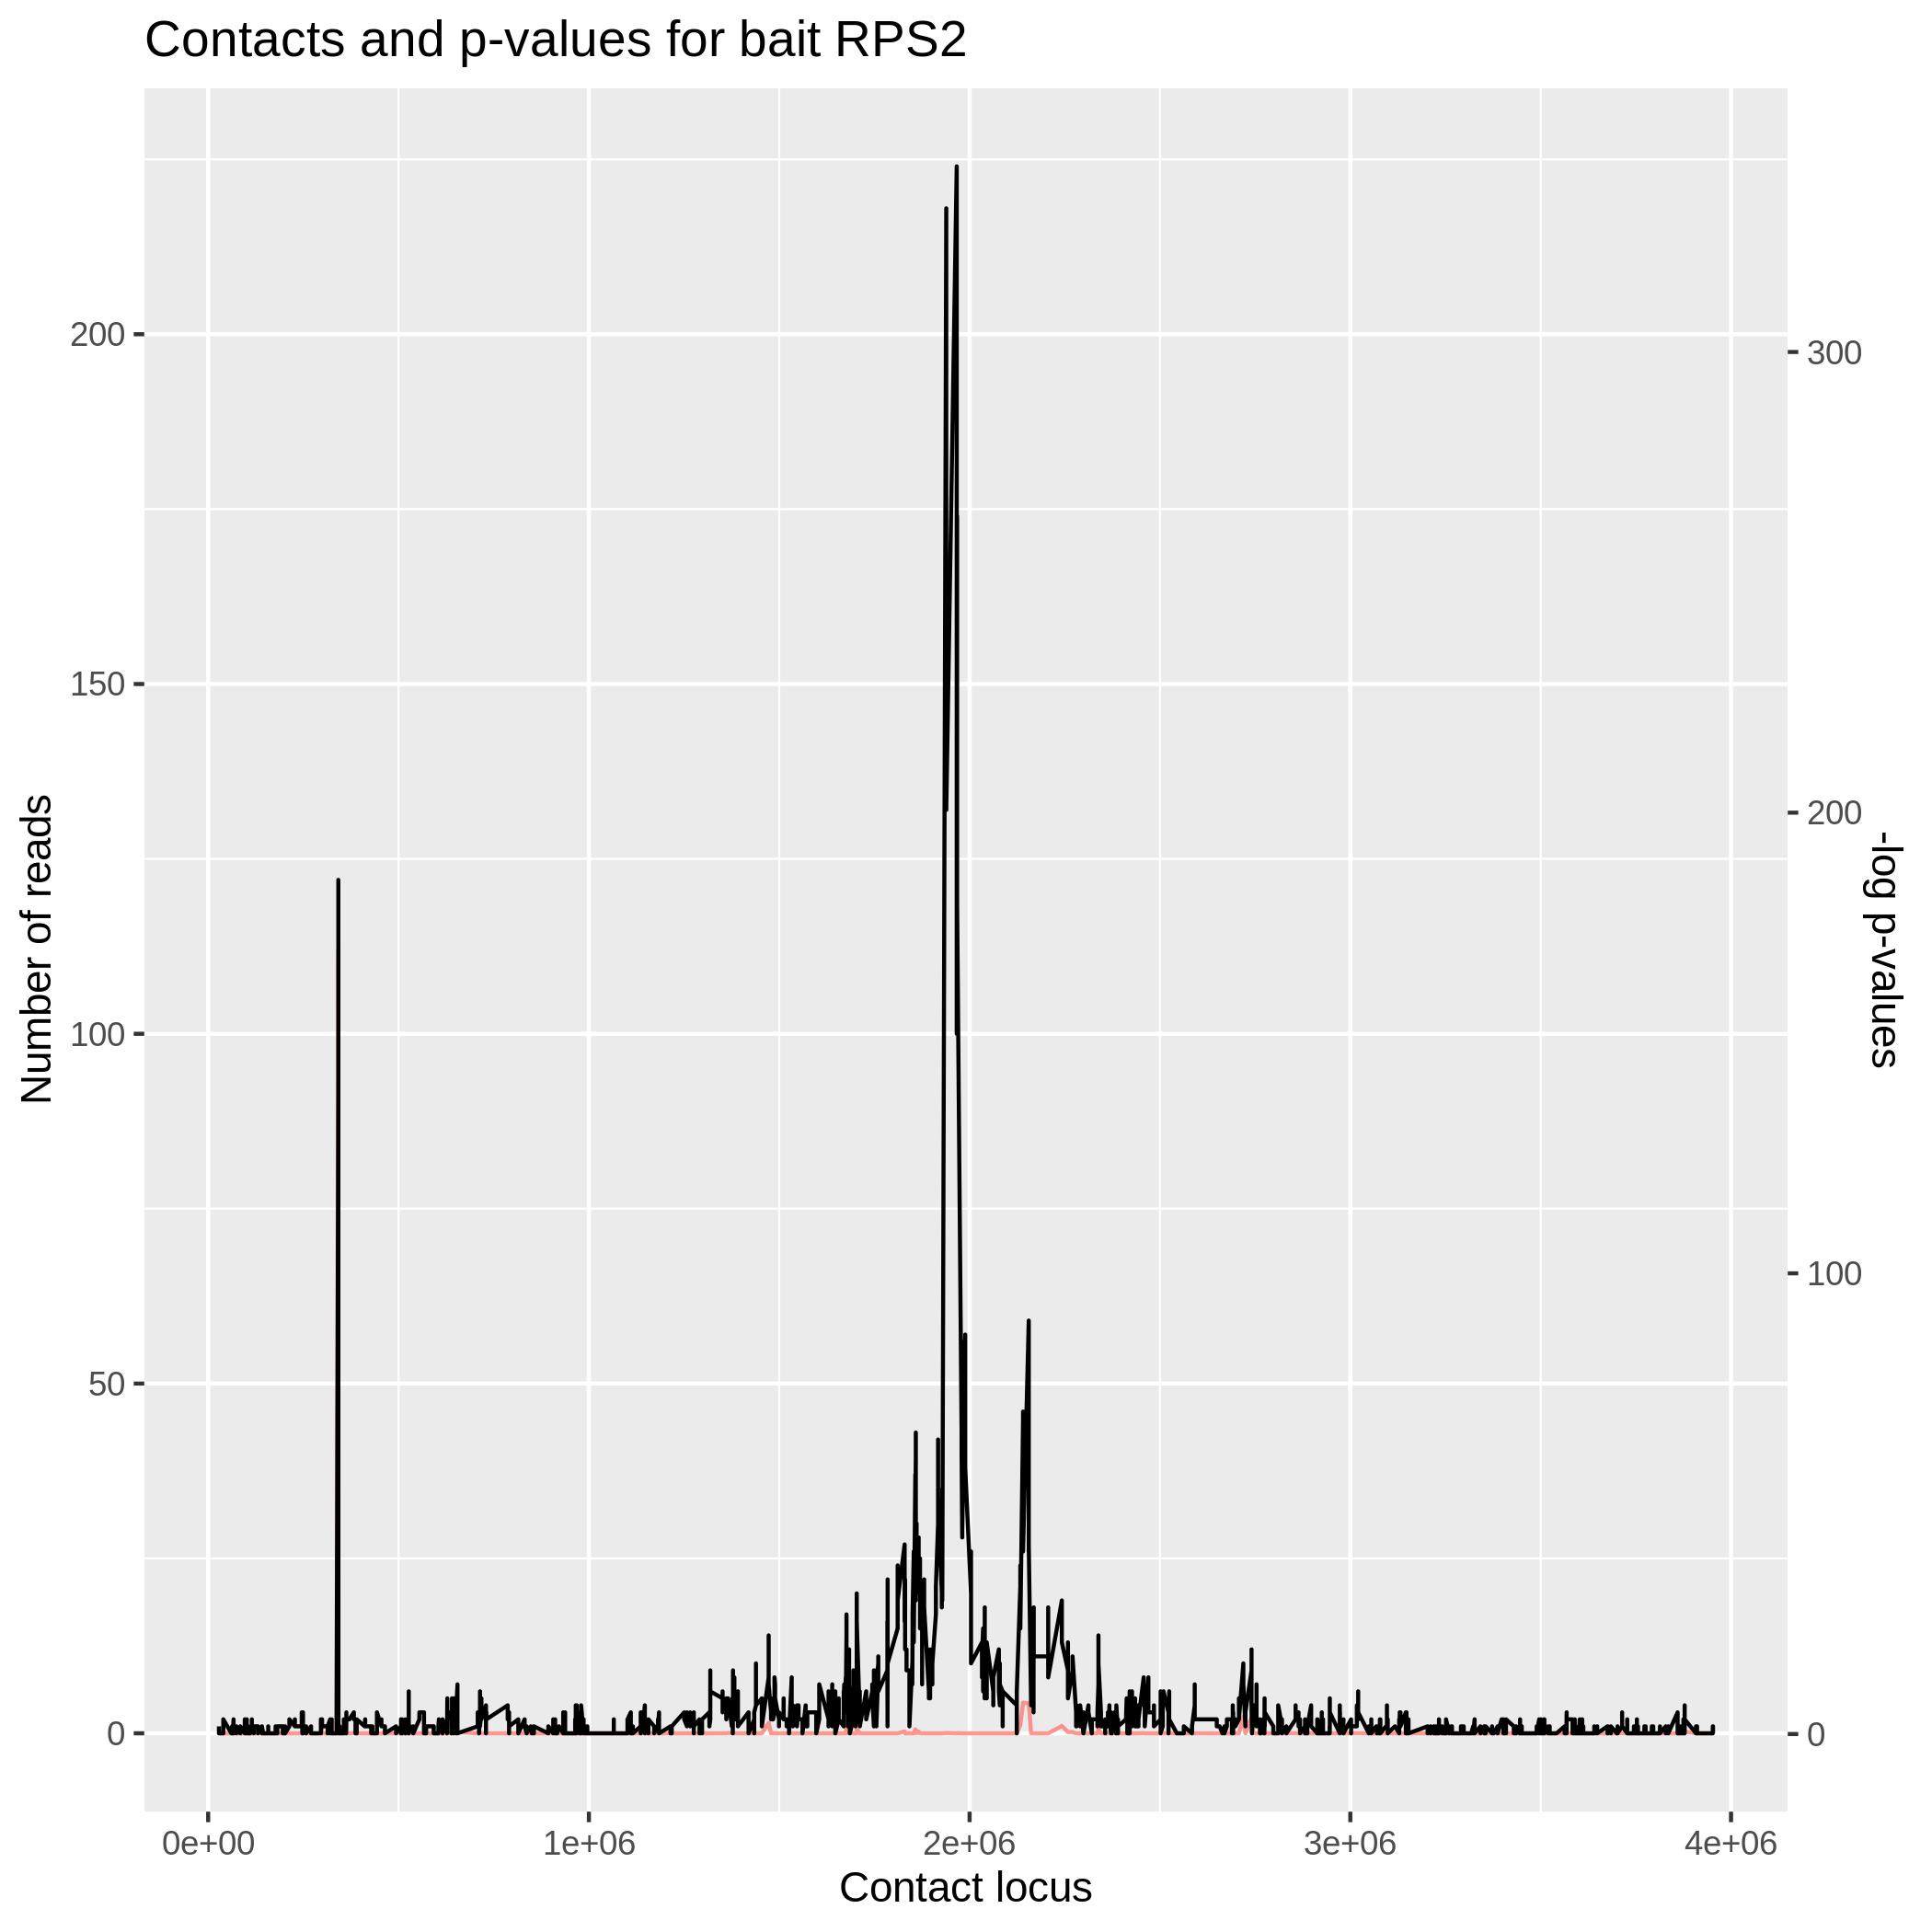 Contacts and p-values for bait RPS2
200
150
100
50
0
Number of reads
300
200
100
0
-log p-values
0e+00 1e+06 2e+06 3e+06 4e+06
Contact locus